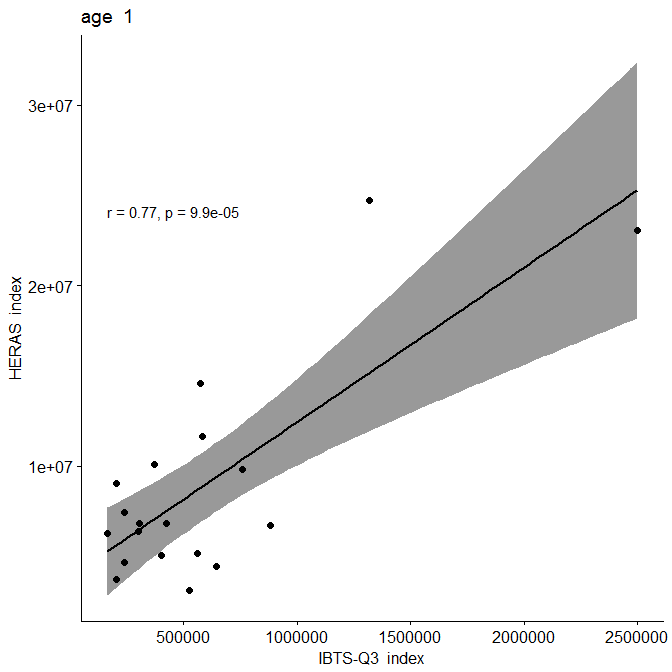 age 1
3e+07
r = 0.77, p = 9.9e-05
2e+07
HERAS index
1e+07
500000 1000000 1500000 2000000 2500000
IBTS-Q3 index